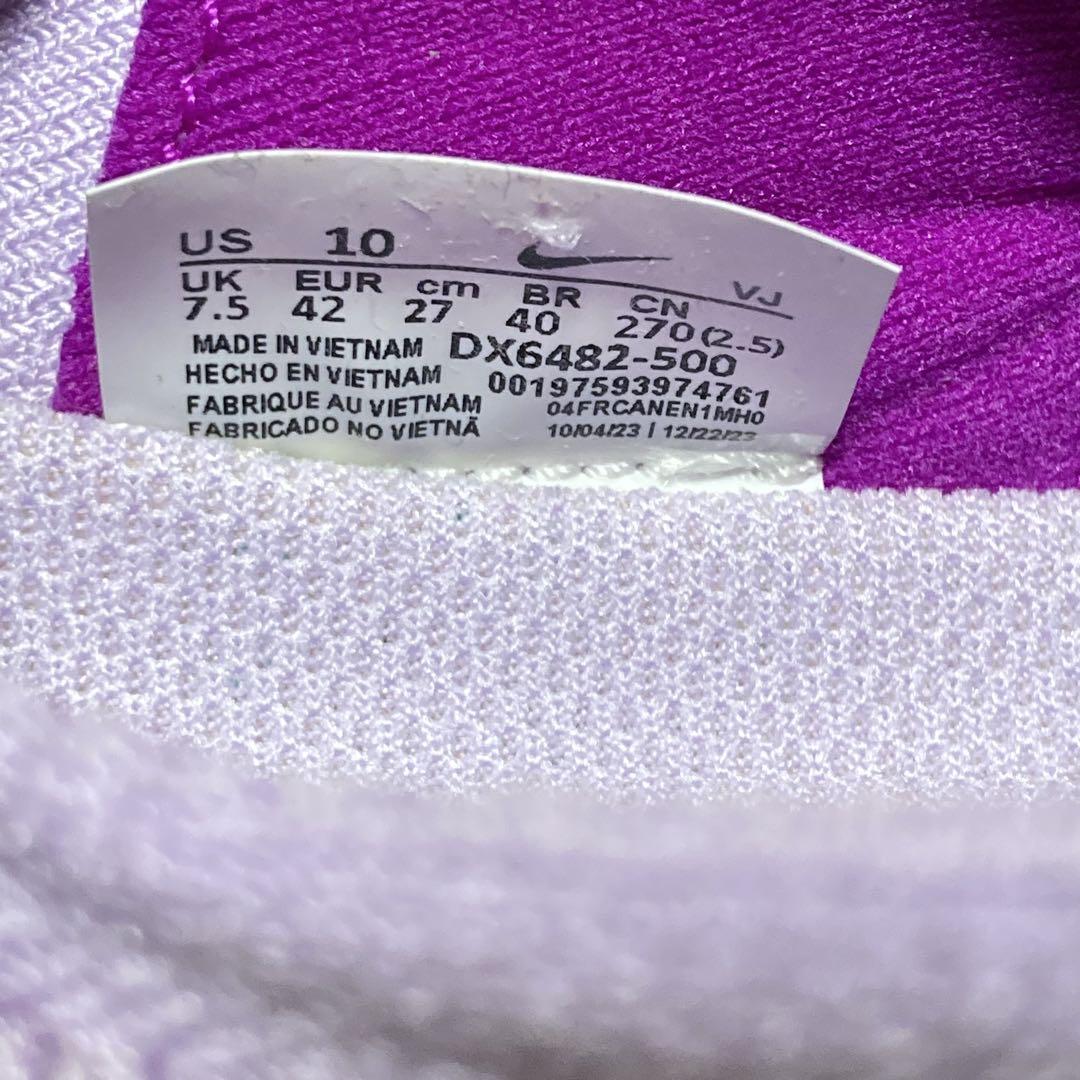 US 10
UK EUR cm BR CN VJ
7.5 42 27 40 270 (2.5)
MADE IN VIETNAM DX6482-500
HECHO EN VIETNAM 00197593974761
FABRIQUE AU VIETNAM 04FRCANEN1MH0
FABRICADO NO VIETNÃ 10/04/23 | 12/22/23